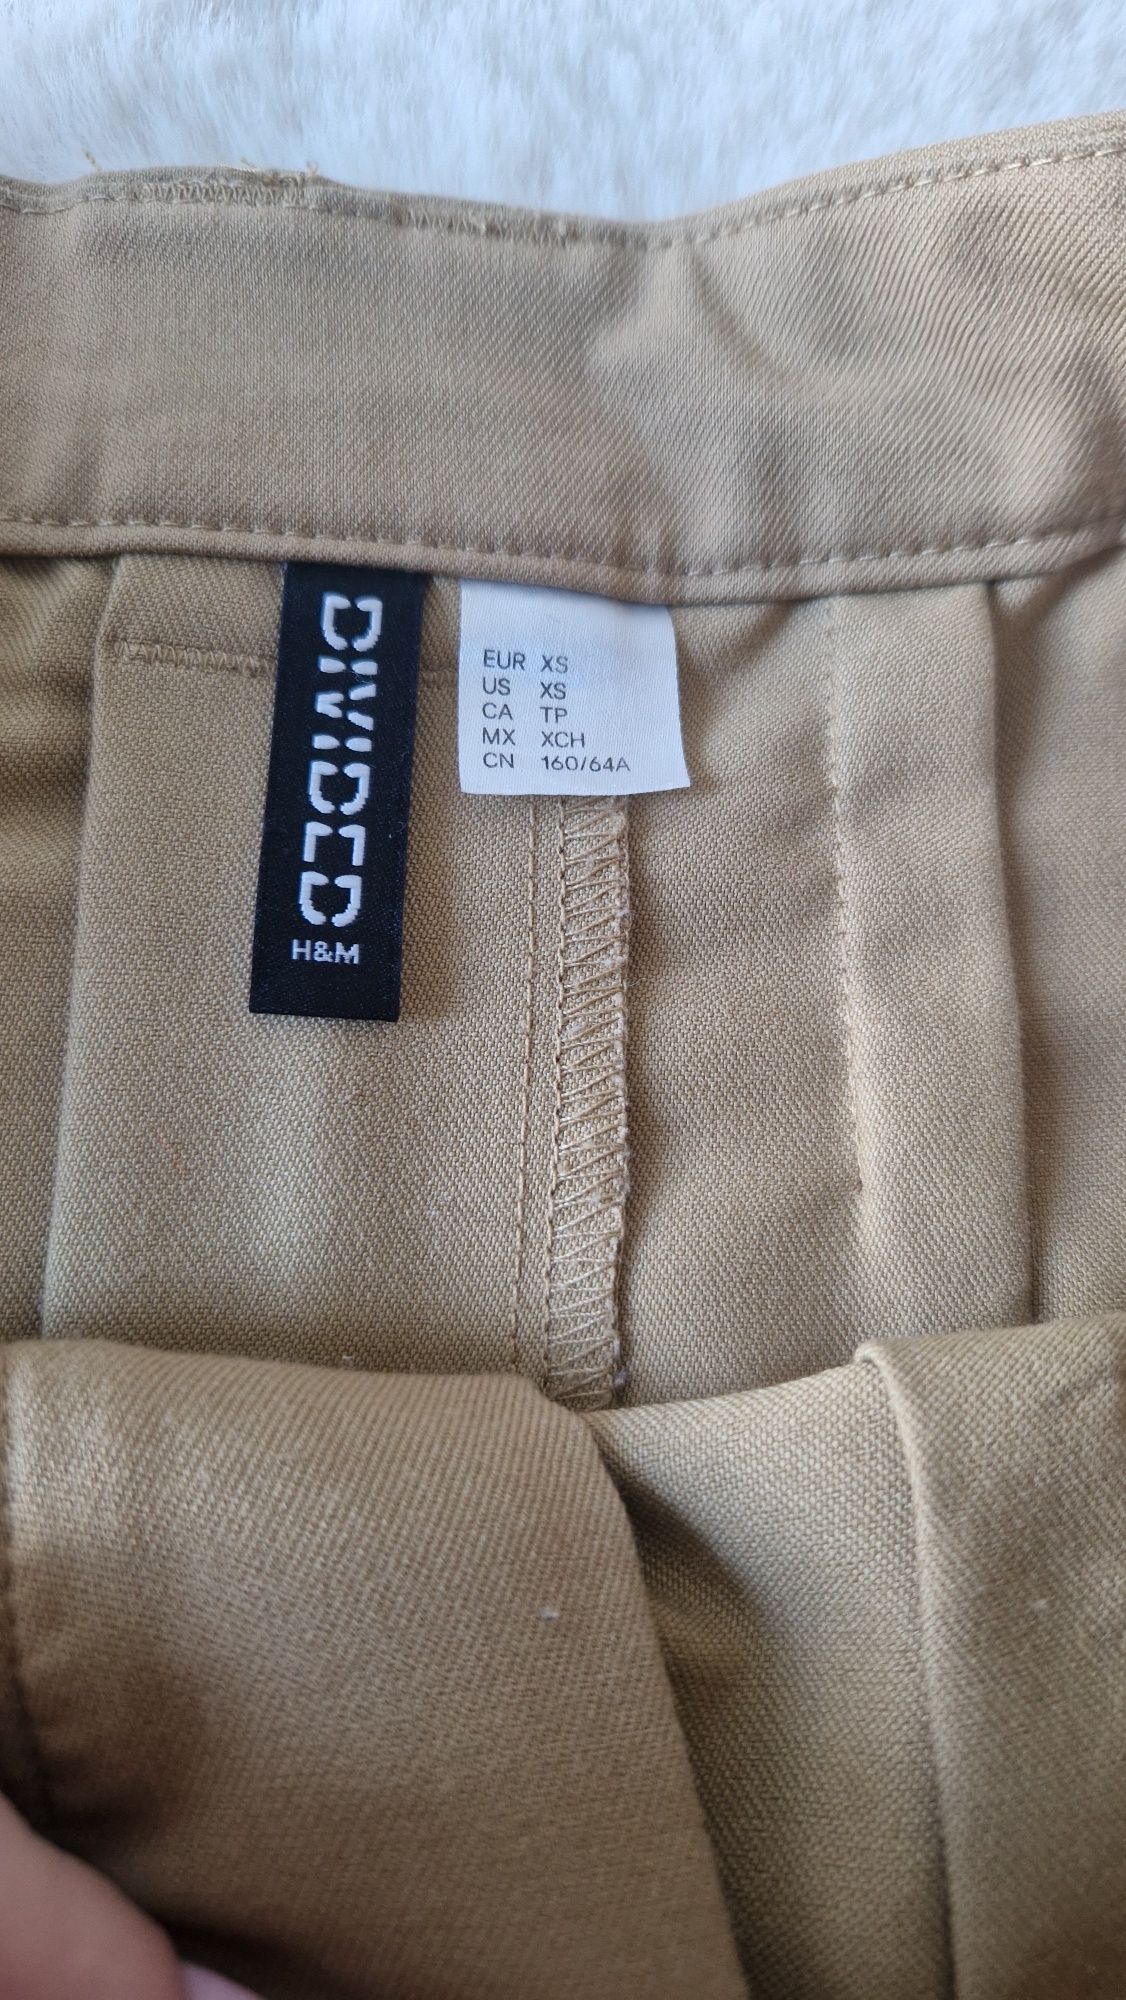 DIVIDED
H&M
EUR XS
US XS
CA TP
MX XCH
CN 160/64A